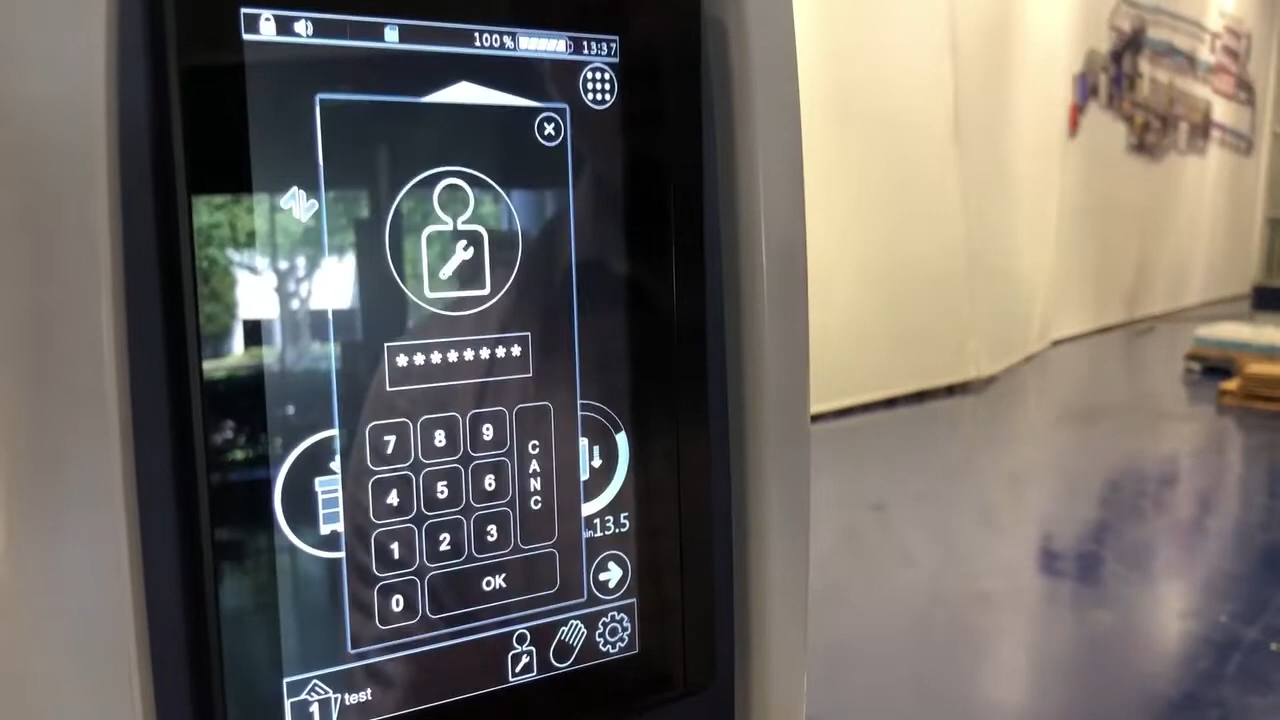 100% 13:37
********
7 8 9 CANC
4 5 6
1 2 3
0 OK
13.5
1 test